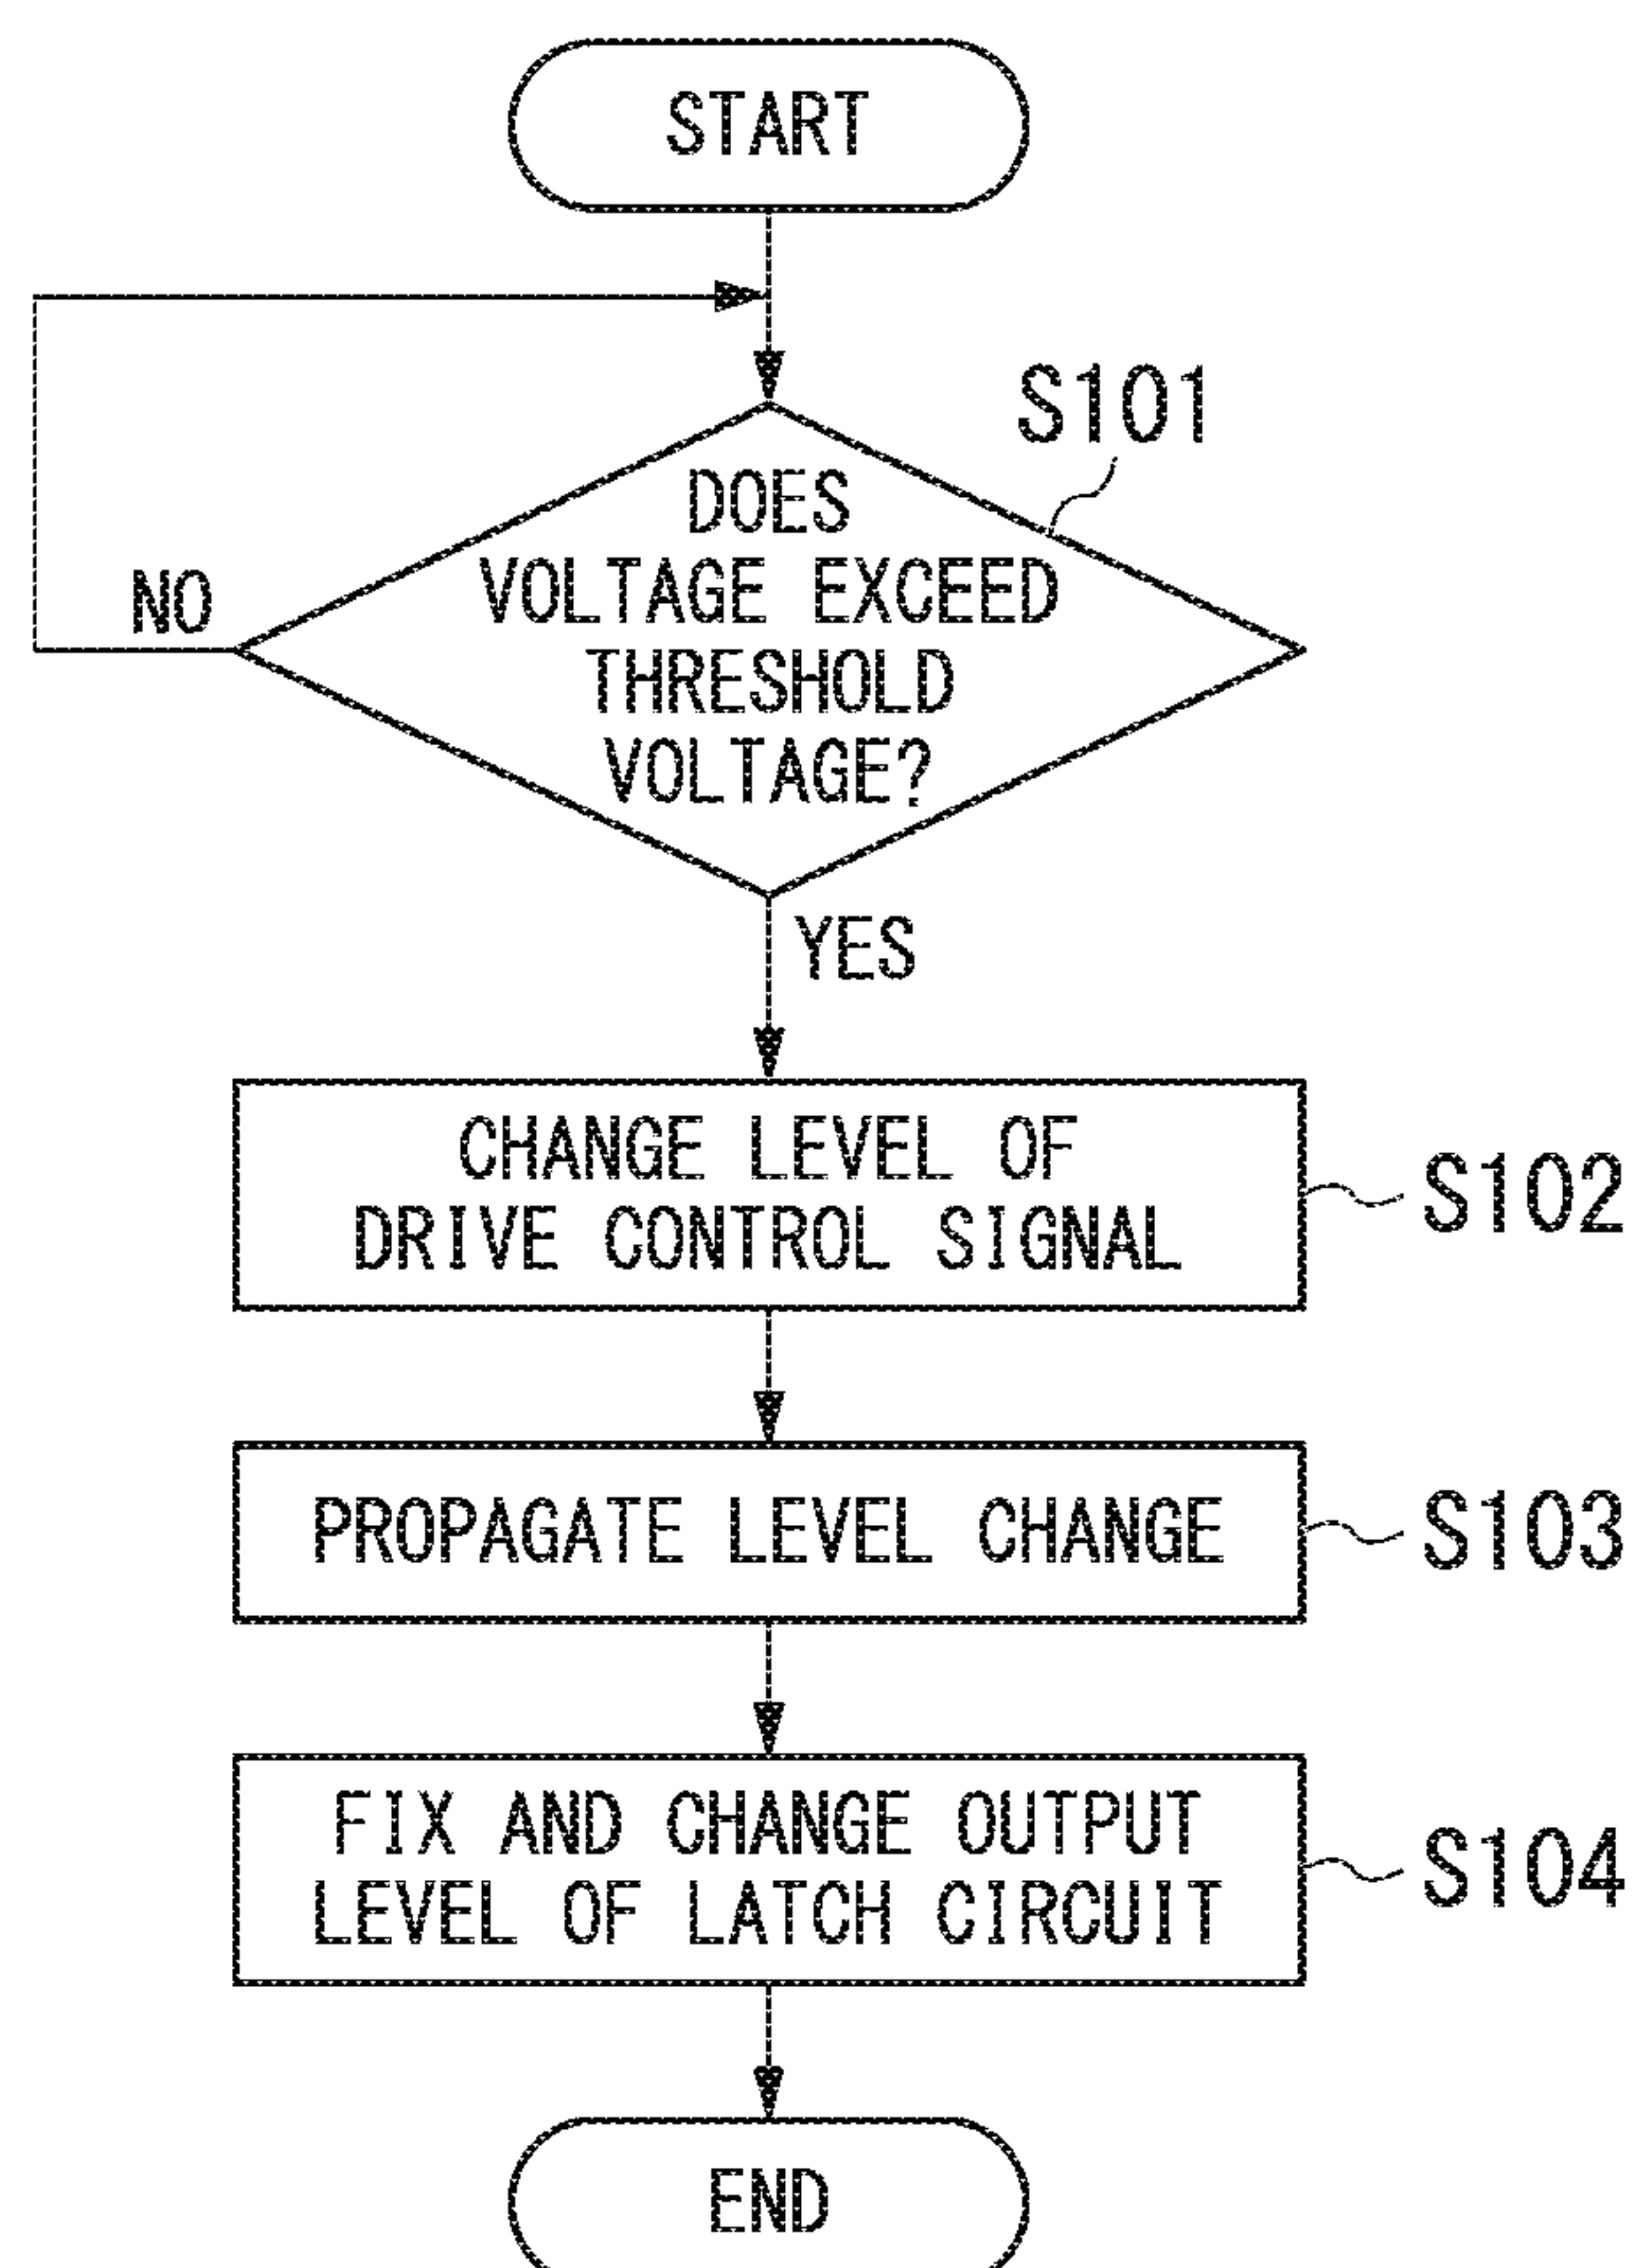 START
S101
DOES
VOLTAGE EXCEED
THRESHOLD
VOLTAGE?
NO
YES
CHANGE LEVEL OF
DRIVE CONTROL SIGNAL
S102
PROPAGATE LEVEL CHANGE
S103
FIX AND CHANGE OUTPUT
LEVEL OF LATCH CIRCUIT
S104
END